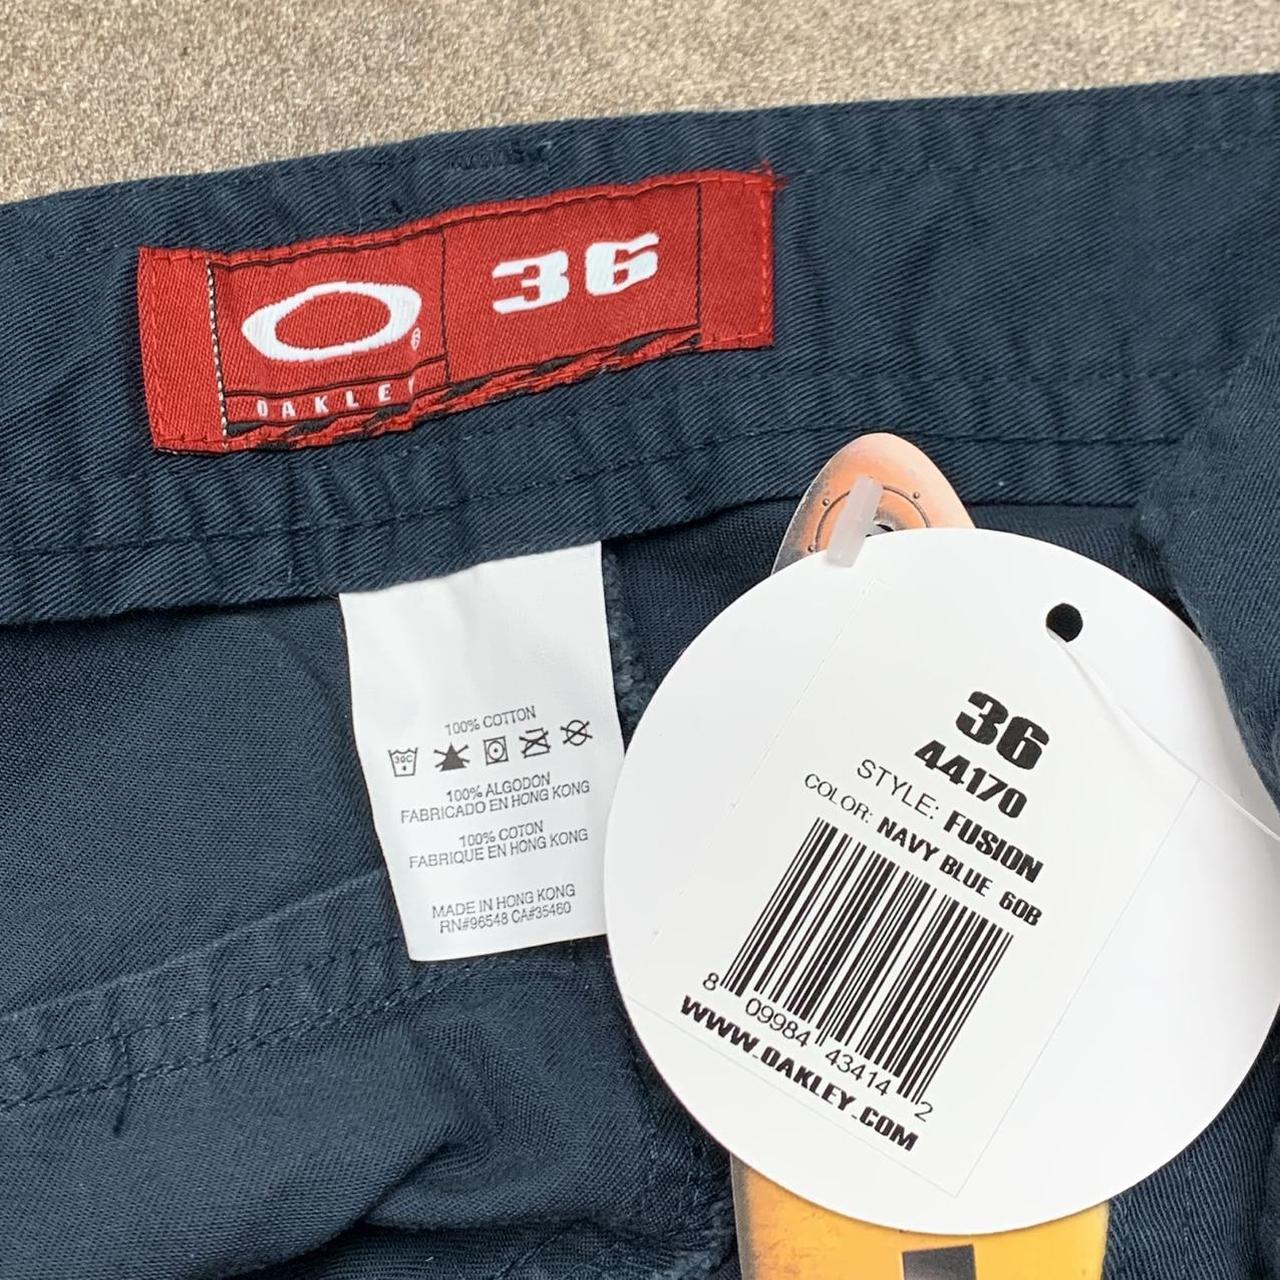 36
OAKLEY
®
100% COTTON
30C
100% ALGODON
FABRICADO EN HONG KONG
100% COTON
FABRIQUE EN HONG KONG
MADE IN HONG KONG
RN#96548 CA#35460
36
44170
STYLE: FUSION
COLOR: NAVY BLUE 60B
8 09984 43414 2
WWW.OAKLEY.COM